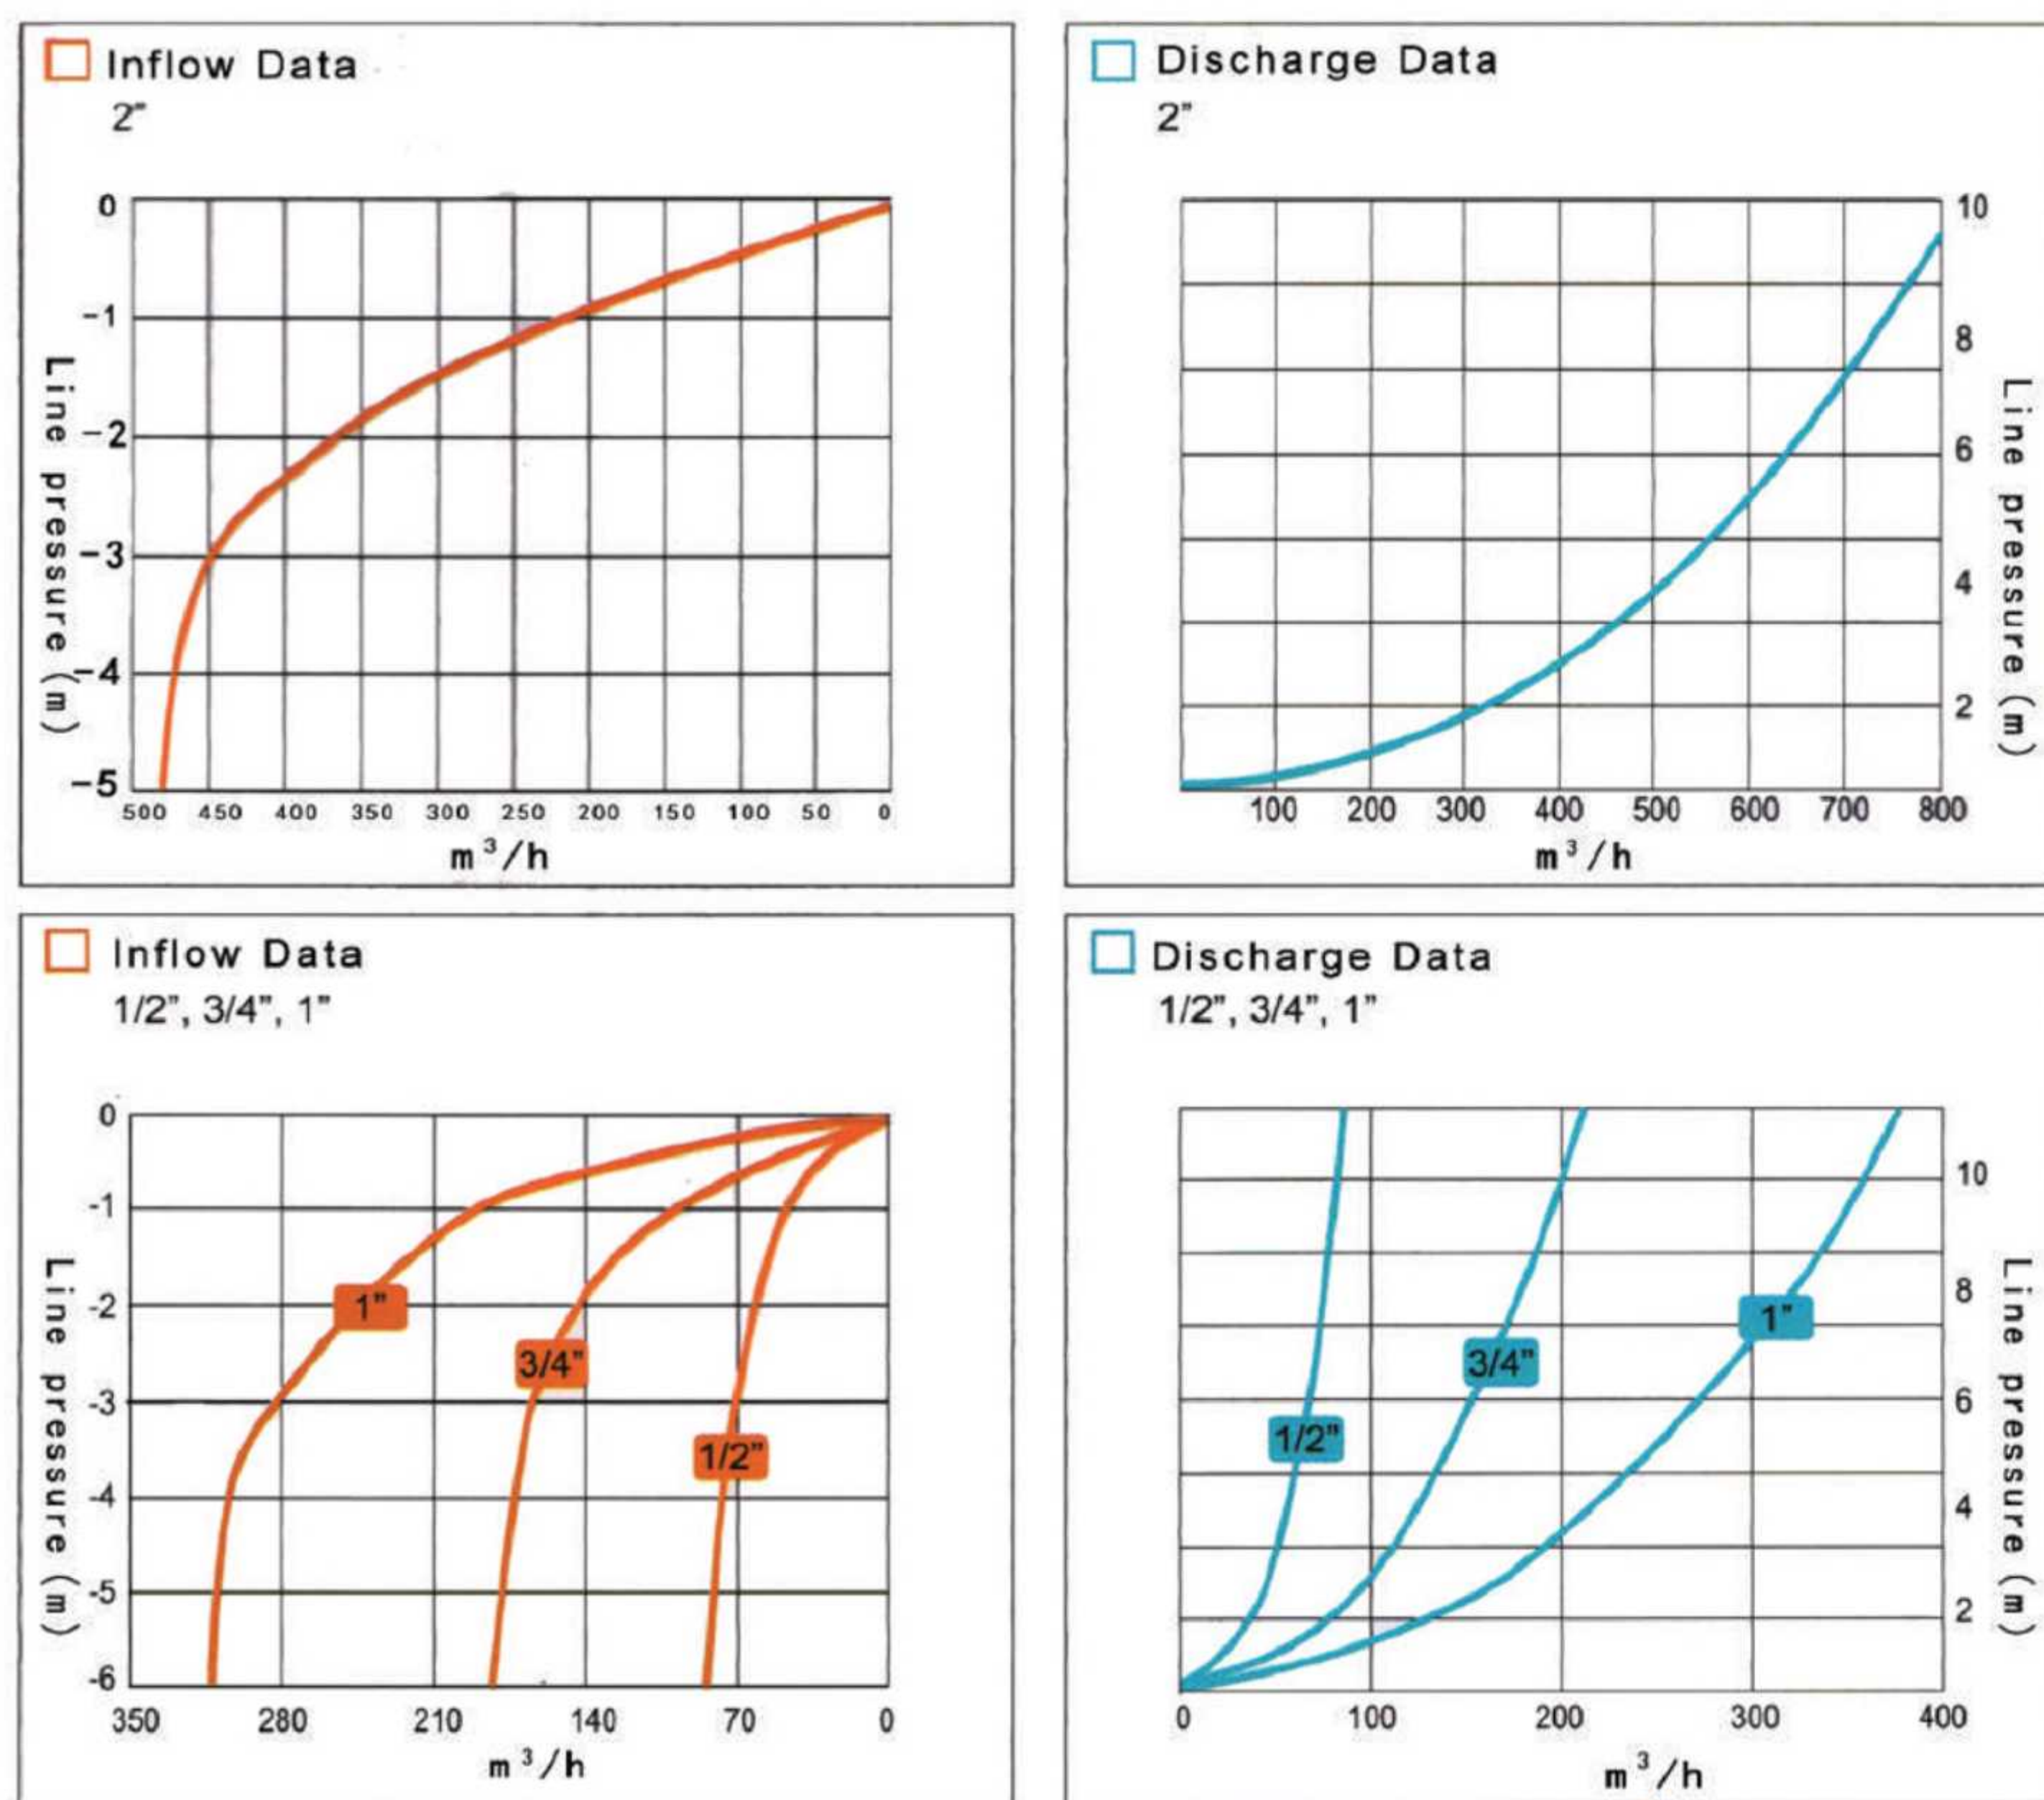 Inflow Data
2"
0
-1
-2
-3
-4
-5
Line pressure (m)
500 450 400 350 300 250 200 150 100 50 0
m³/h
Discharge Data
2"
10
8
6
4
2
Line pressure (m)
100 200 300 400 500 600 700 800
m³/h
Inflow Data
1/2", 3/4", 1"
0
-1
-2
-3
-4
-5
-6
Line pressure (m)
1"
3/4"
1/2"
350 280 210 140 70 0
m³/h
Discharge Data
1/2", 3/4", 1"
10
8
6
4
2
Line pressure (m)
1"
3/4"
1/2"
0 100 200 300 400
m³/h